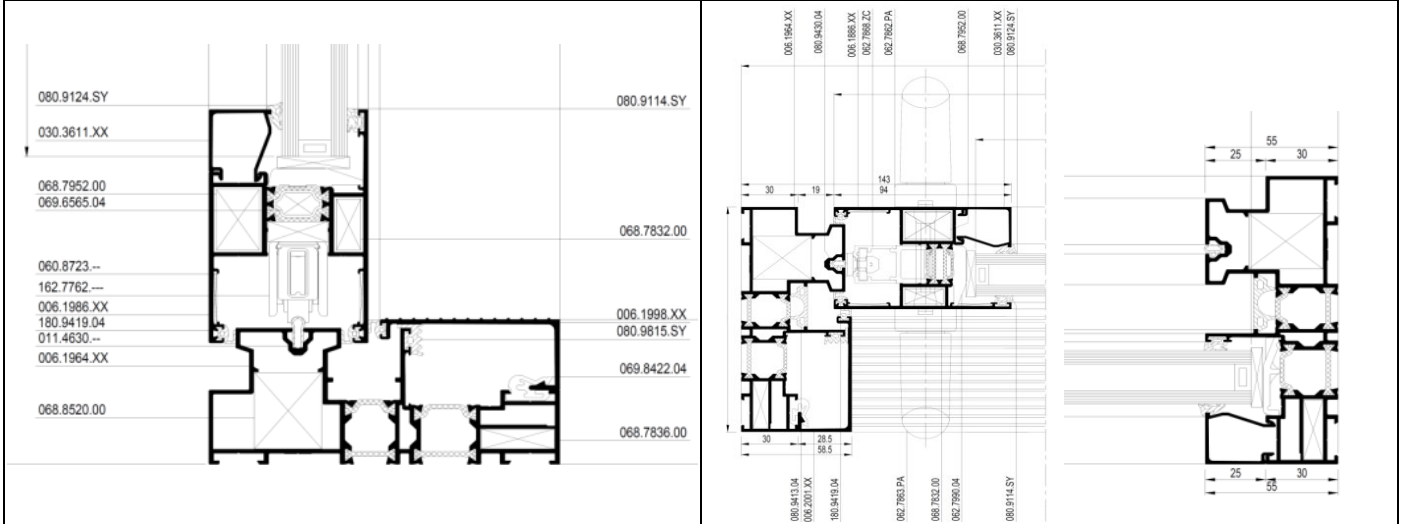 080.9124.SY
030.3611.XX
068.7952.00
069.6565.04
060.8723.--
162.7762.---
006.1986.XX
180.9419.04
011.4630.--
006.1964.XX
068.8520.00
080.9114.SY
068.7832.00
006.1998.XX
080.9815.SY
069.8422.04
068.7836.00
006.1964.XX
080.9430.04
006.1886.XX
062.7868.ZC
062.7862.PA
068.7952.00
030.3611.XX
080.9124.SY
143
30 19 94
30 28.5
58.5
080.9413.04
006.2001.XX
180.9419.04
062.7863.PA
068.7832.00
062.7990.04
080.9114.SY
55
25 30
25 30
55